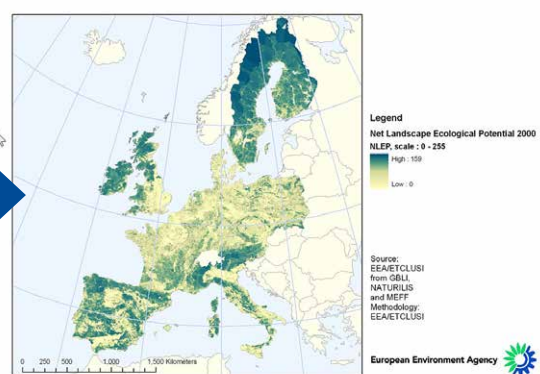 Legend
Net Landscape Ecological Potential 2000
NLEP, scale : 0 - 255
High : 159
Low : 0
Source:
EEA/ETCLUSI
from GBLI,
NATURILIS
and MEFF
Methodology:
EEA/ETCLUSI
0 250 500 1,000 1,500 Kilometers
European Environment Agency